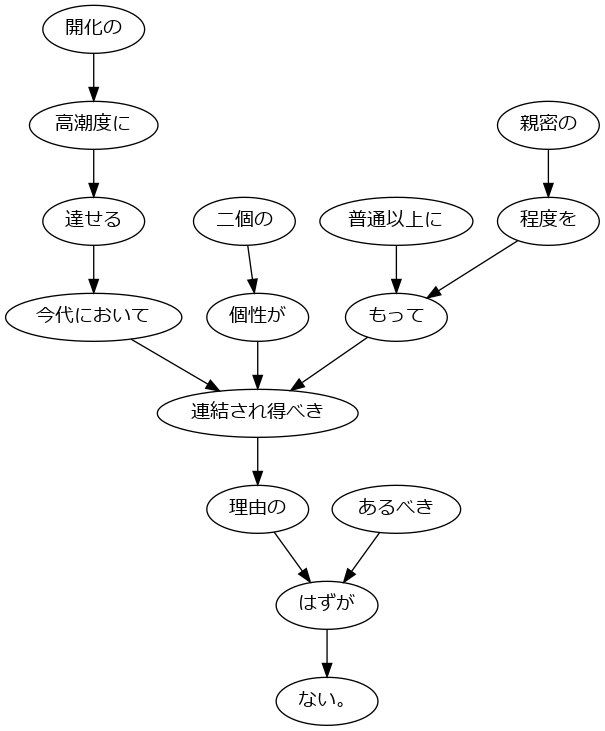 開化の
高潮度に
親密の
達せる
二個の
普通以上に
程度を
今代において
個性が
もって
連結され得べき
理由の
あるべき
はずが
ない。